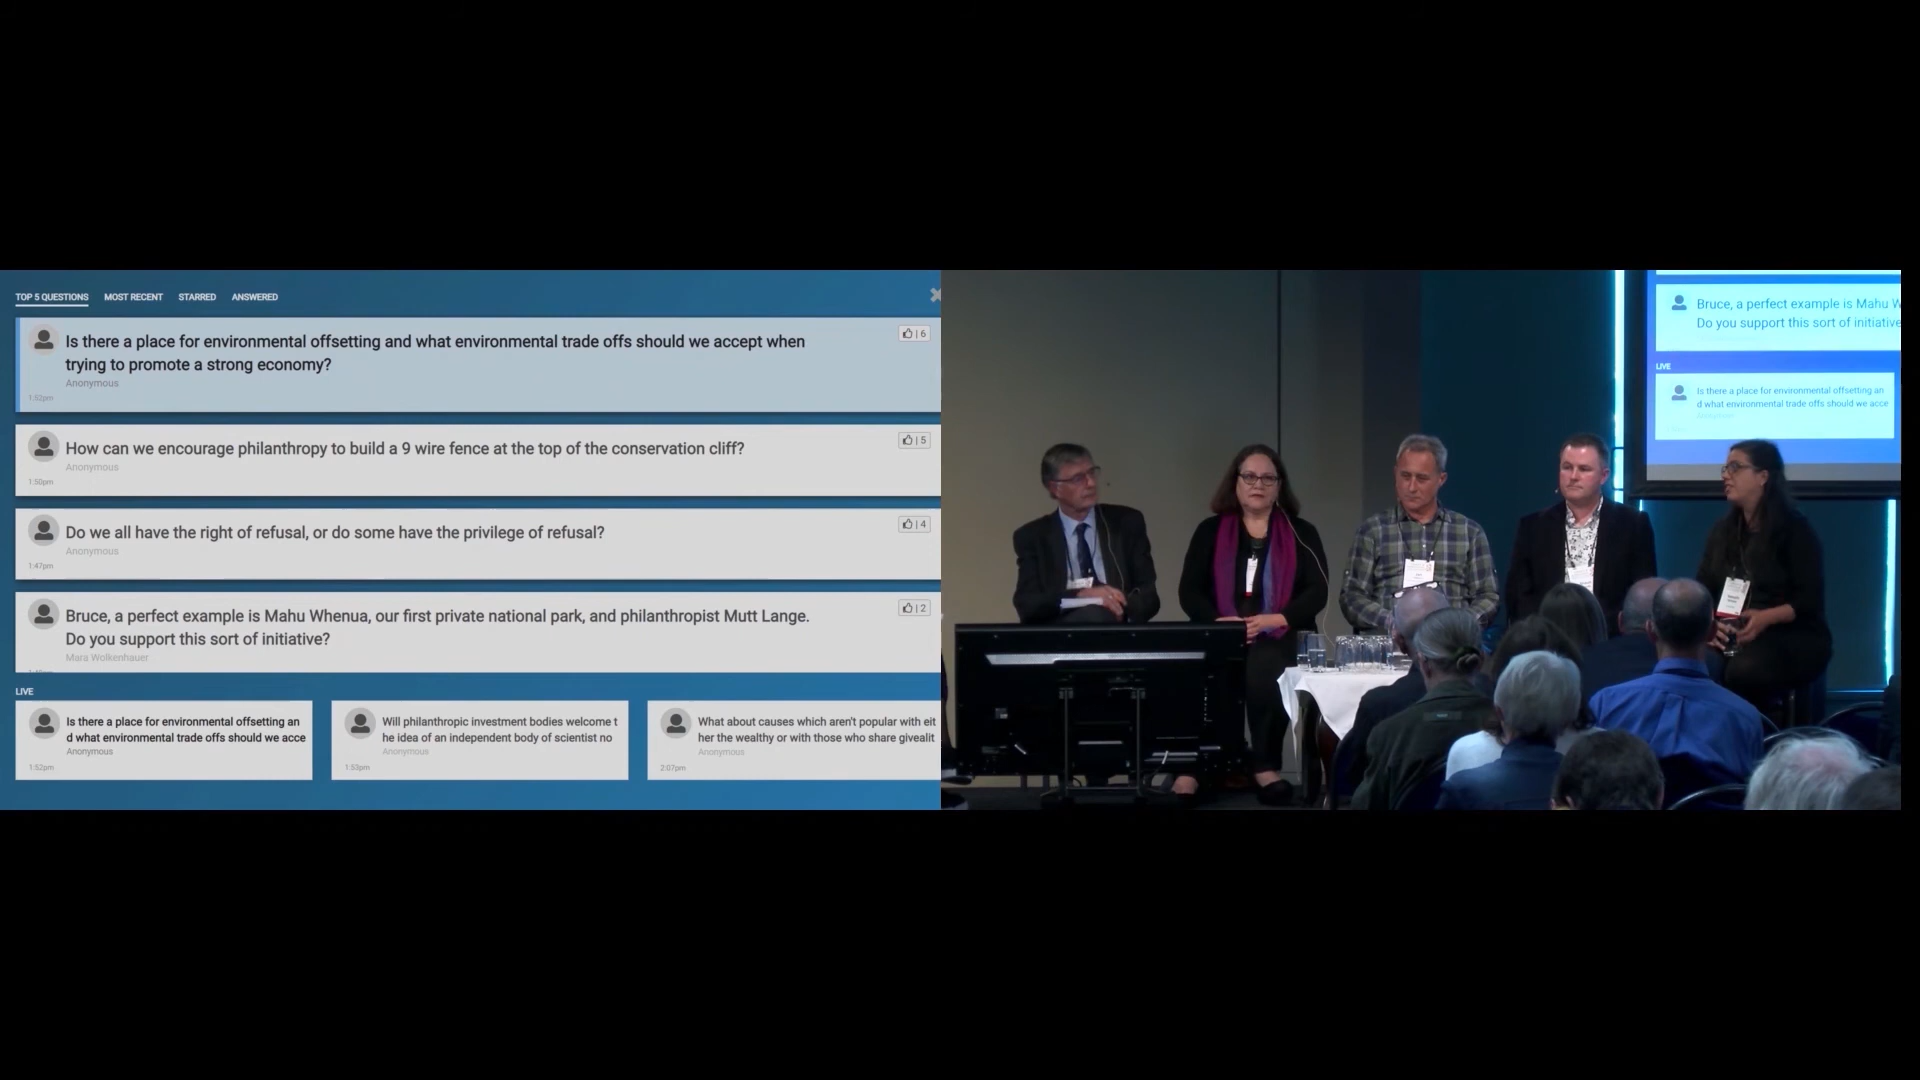 TOP 5 QUESTIONS MOST RECENT STARRED ANSWERED
Is there a place for environmental offsetting and what environmental trade offs should we accept when
trying to promote a strong economy?
Anonymous
1:52pm
6
How can we encourage philanthropy to build a 9 wire fence at the top of the conservation cliff?
Anonymous
1:50pm
5
Do we all have the right of refusal, or do some have the privilege of refusal?
Anonymous
1:47pm
4
Bruce, a perfect example is Mahu Whenua, our first private national park, and philanthropist Mutt Lange.
Do you support this sort of initiative?
Mara Wolkenhauer
2
LIVE
Is there a place for environmental offsetting an
d what environmental trade offs should we acce
Anonymous
1:52pm
Will philanthropic investment bodies welcome t
he idea of an independent body of scientist no
Anonymous
1:53pm
What about causes which aren't popular with eit
her the wealthy or with those who share givealit
Anonymous
2:07pm
Bruce, a perfect example is Mahu W
Do you support this sort of initiative
LIVE
Is there a place for environmental offsetting an
d what environmental trade offs should we acce